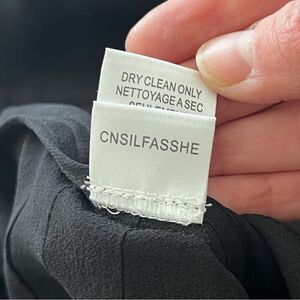 DRY CLEAN ONLY
NETTOYAGE A SEC
CNSILFASSHE